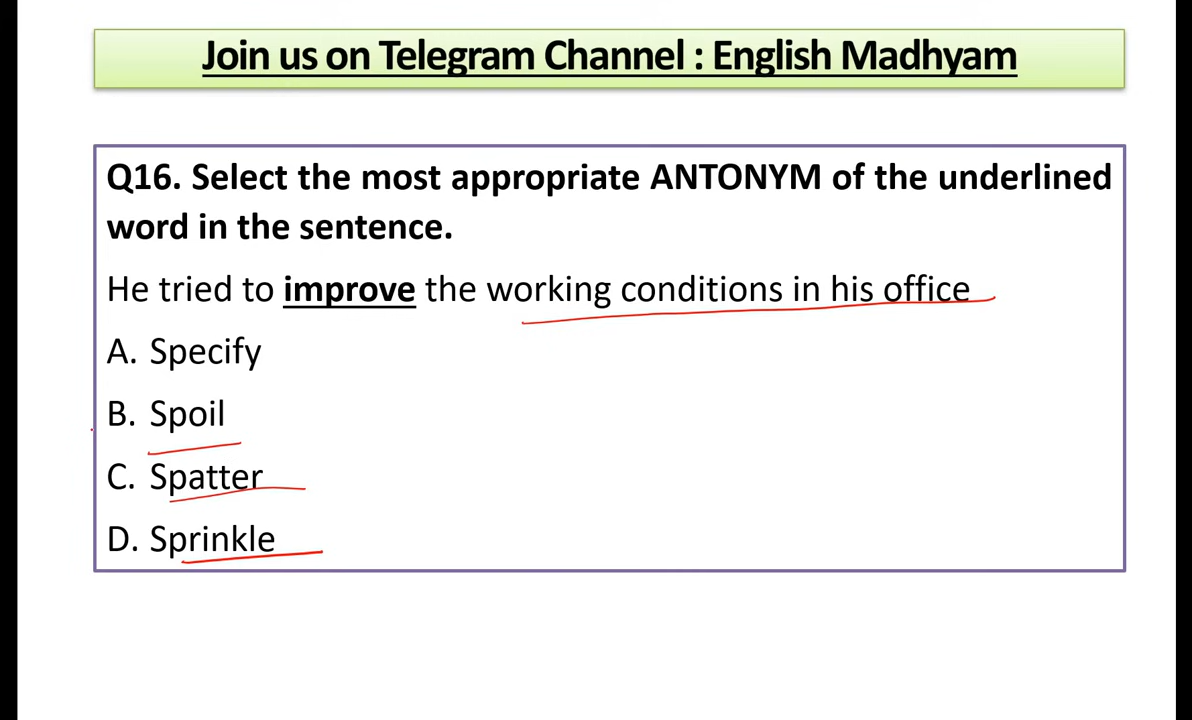 Join us on Telegram Channel : English Madhyam
Q16. Select the most appropriate ANTONYM of the underlined
word in the sentence.
He tried to improve the working conditions in his office
A. Specify
B. Spoil
C. Spatter
D. Sprinkle